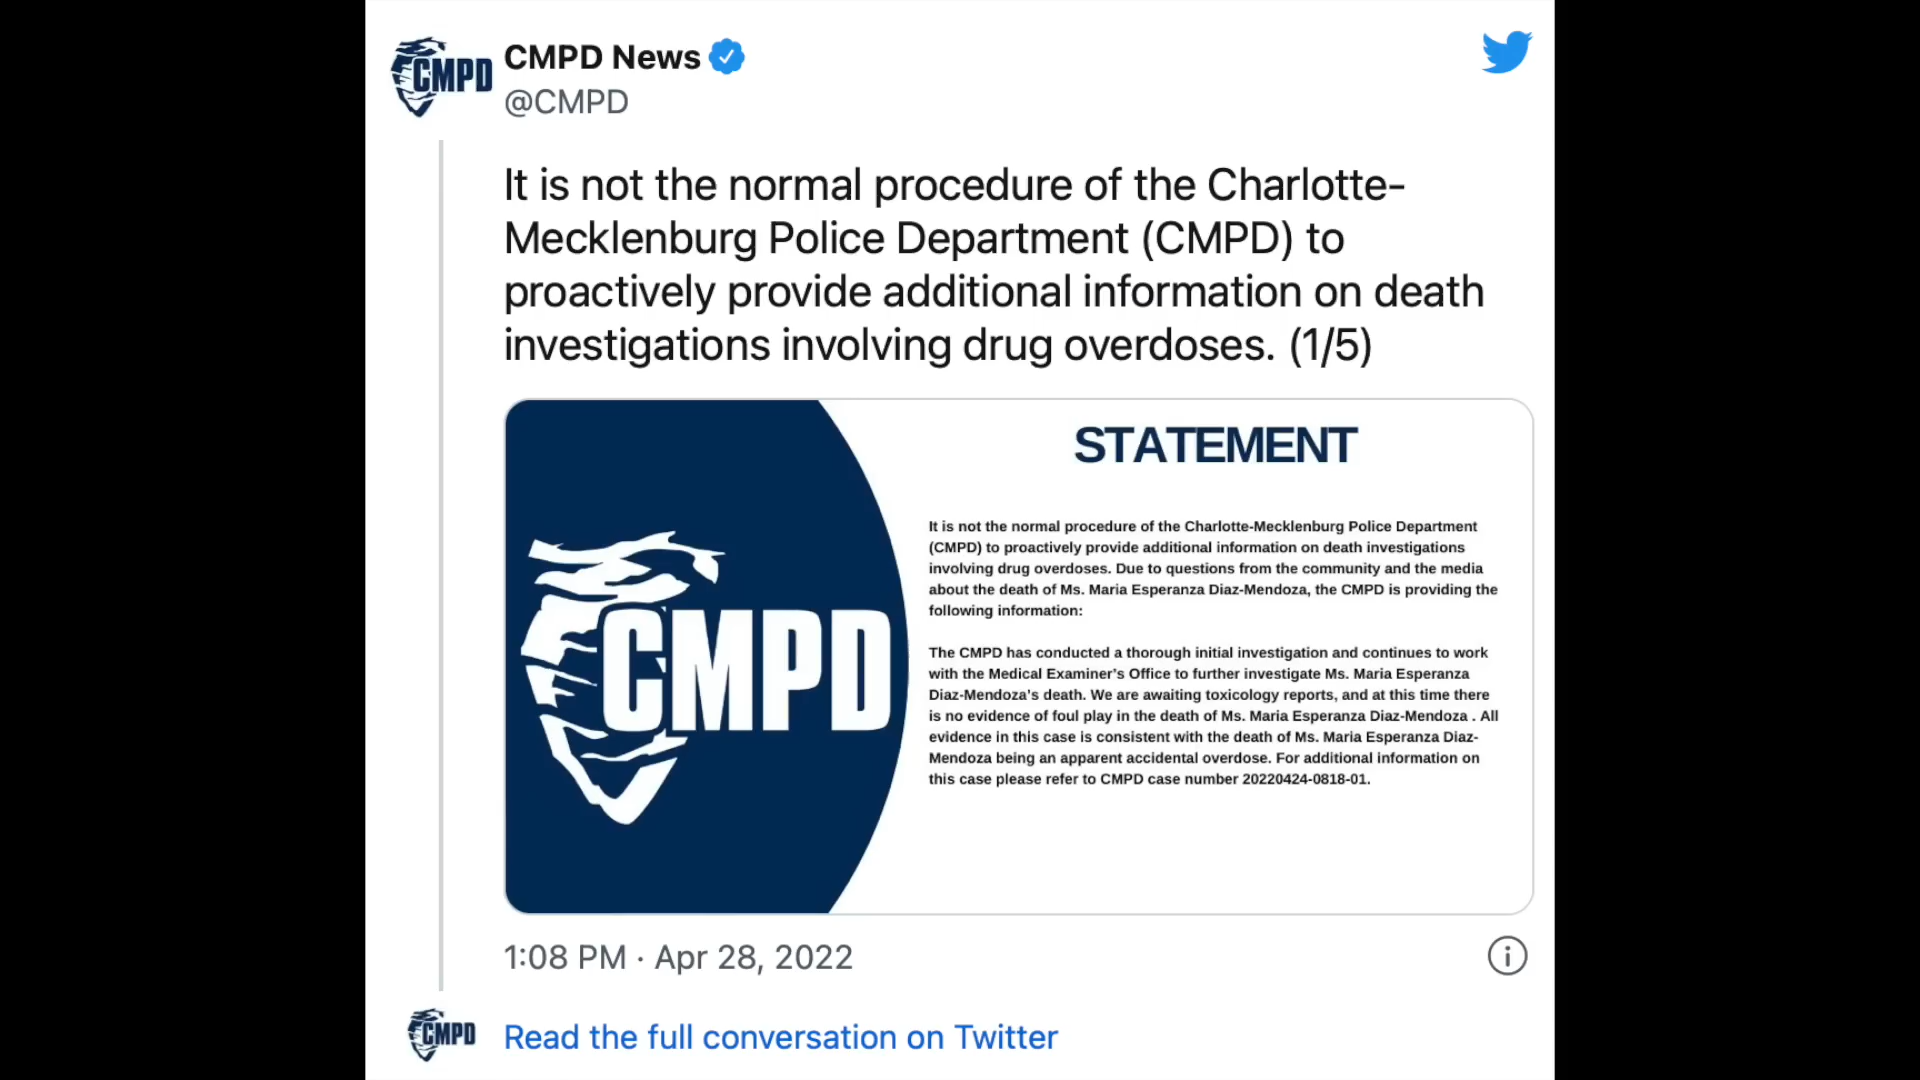 CMPD
CMPD News
@CMPD
It is not the normal procedure of the Charlotte-
Mecklenburg Police Department (CMPD) to
proactively provide additional information on death
investigations involving drug overdoses. (1/5)
CMPD
STATEMENT
It is not the normal procedure of the Charlotte-Mecklenburg Police Department
(CMPD) to proactively provide additional information on death investigations
involving drug overdoses. Due to questions from the community and the media
about the death of Ms. Maria Esperanza Diaz-Mendoza, the CMPD is providing the
following information:
The CMPD has conducted a thorough initial investigation and continues to work
with the Medical Examiner's Office to further investigate Ms. Maria Esperanza
Diaz-Mendoza's death. We are awaiting toxicology reports, and at this time there
is no evidence of foul play in the death of Ms. Maria Esperanza Diaz-Mendoza . All
evidence in this case is consistent with the death of Ms. Maria Esperanza Diaz-
Mendoza being an apparent accidental overdose. For additional information on
this case please refer to CMPD case number 20220424-0818-01.
1:08 PM · Apr 28, 2022
CMPD
Read the full conversation on Twitter